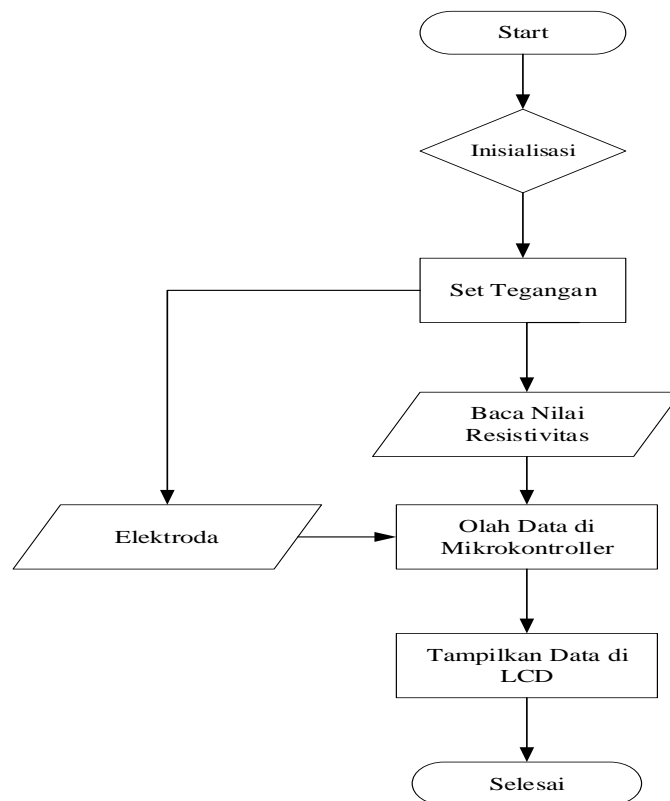 Start
Inisialisasi
Set Tegangan
Baca Nilai
Resistivitas
Elektroda
Olah Data di
Mikrokontroller
Tampilkan Data di
LCD
Selesai